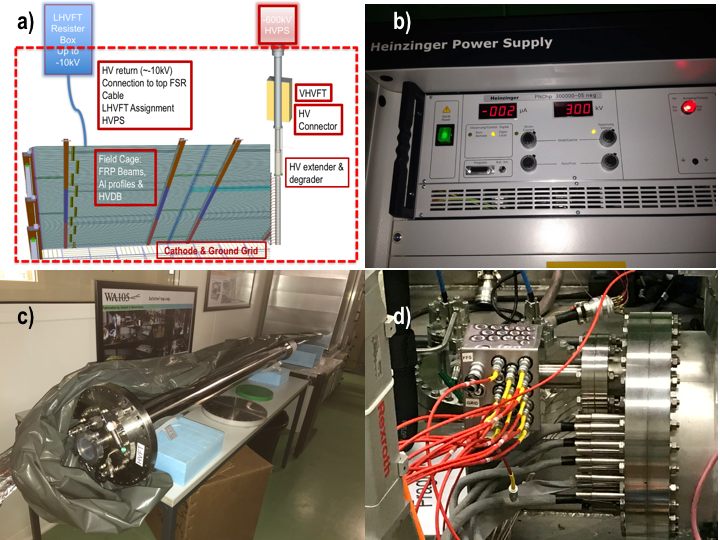 a)
LHVFT
Resister
Box
Up to
-10kV
-600kV
HVPS
HV return (~-10kV)
Connection to top FSR
Cable
LHVFT Assignment
HVPS
VHVFT
HV
Connector
Field Cage:
FRP Beams,
Al profiles &
HVDB
HV extender &
degrader
Cathode & Ground Grid
b)
Heinzinger Power Supply
Heinzinger
PNChp 300000-05 neg
-002 µA
300 kV
c)
WA105
d)
Rexroth